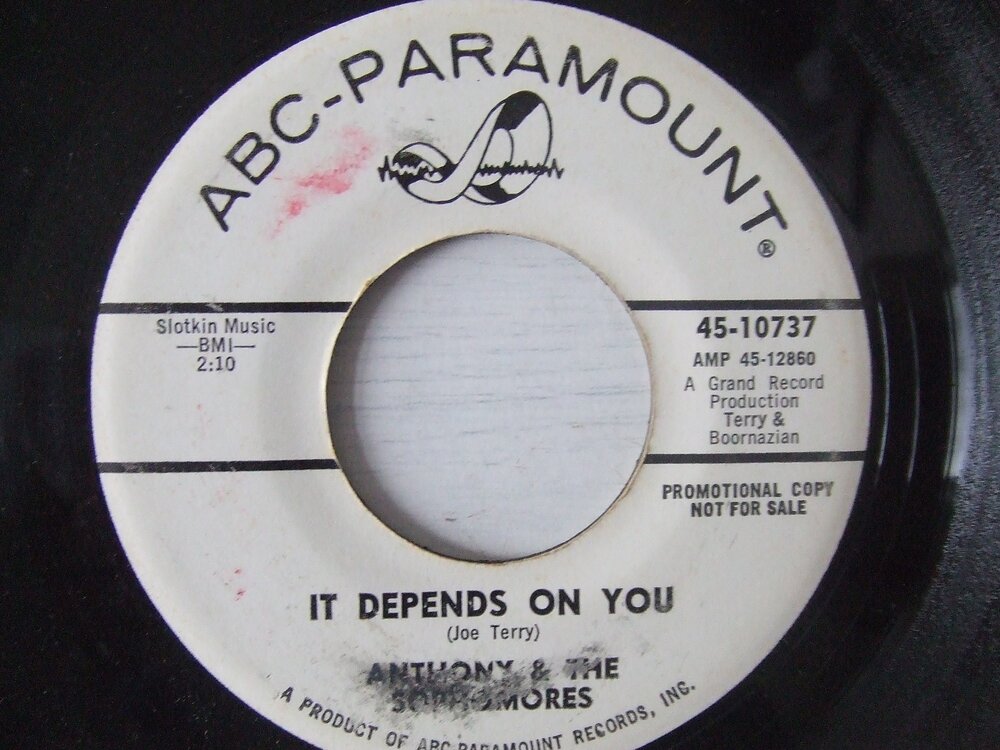 ABC-PARAMOUNT®
Slotkin Music
—BMI—
2:10
45-10737
AMP 45-12860
A Grand Record
Production
Terry &
Boornazian
PROMOTIONAL COPY
NOT FOR SALE
IT DEPENDS ON YOU
(Joe Terry)
ANTHONY & THE
SOPHOMORES
A PRODUCT OF ABC-PARAMOUNT RECORDS, INC.